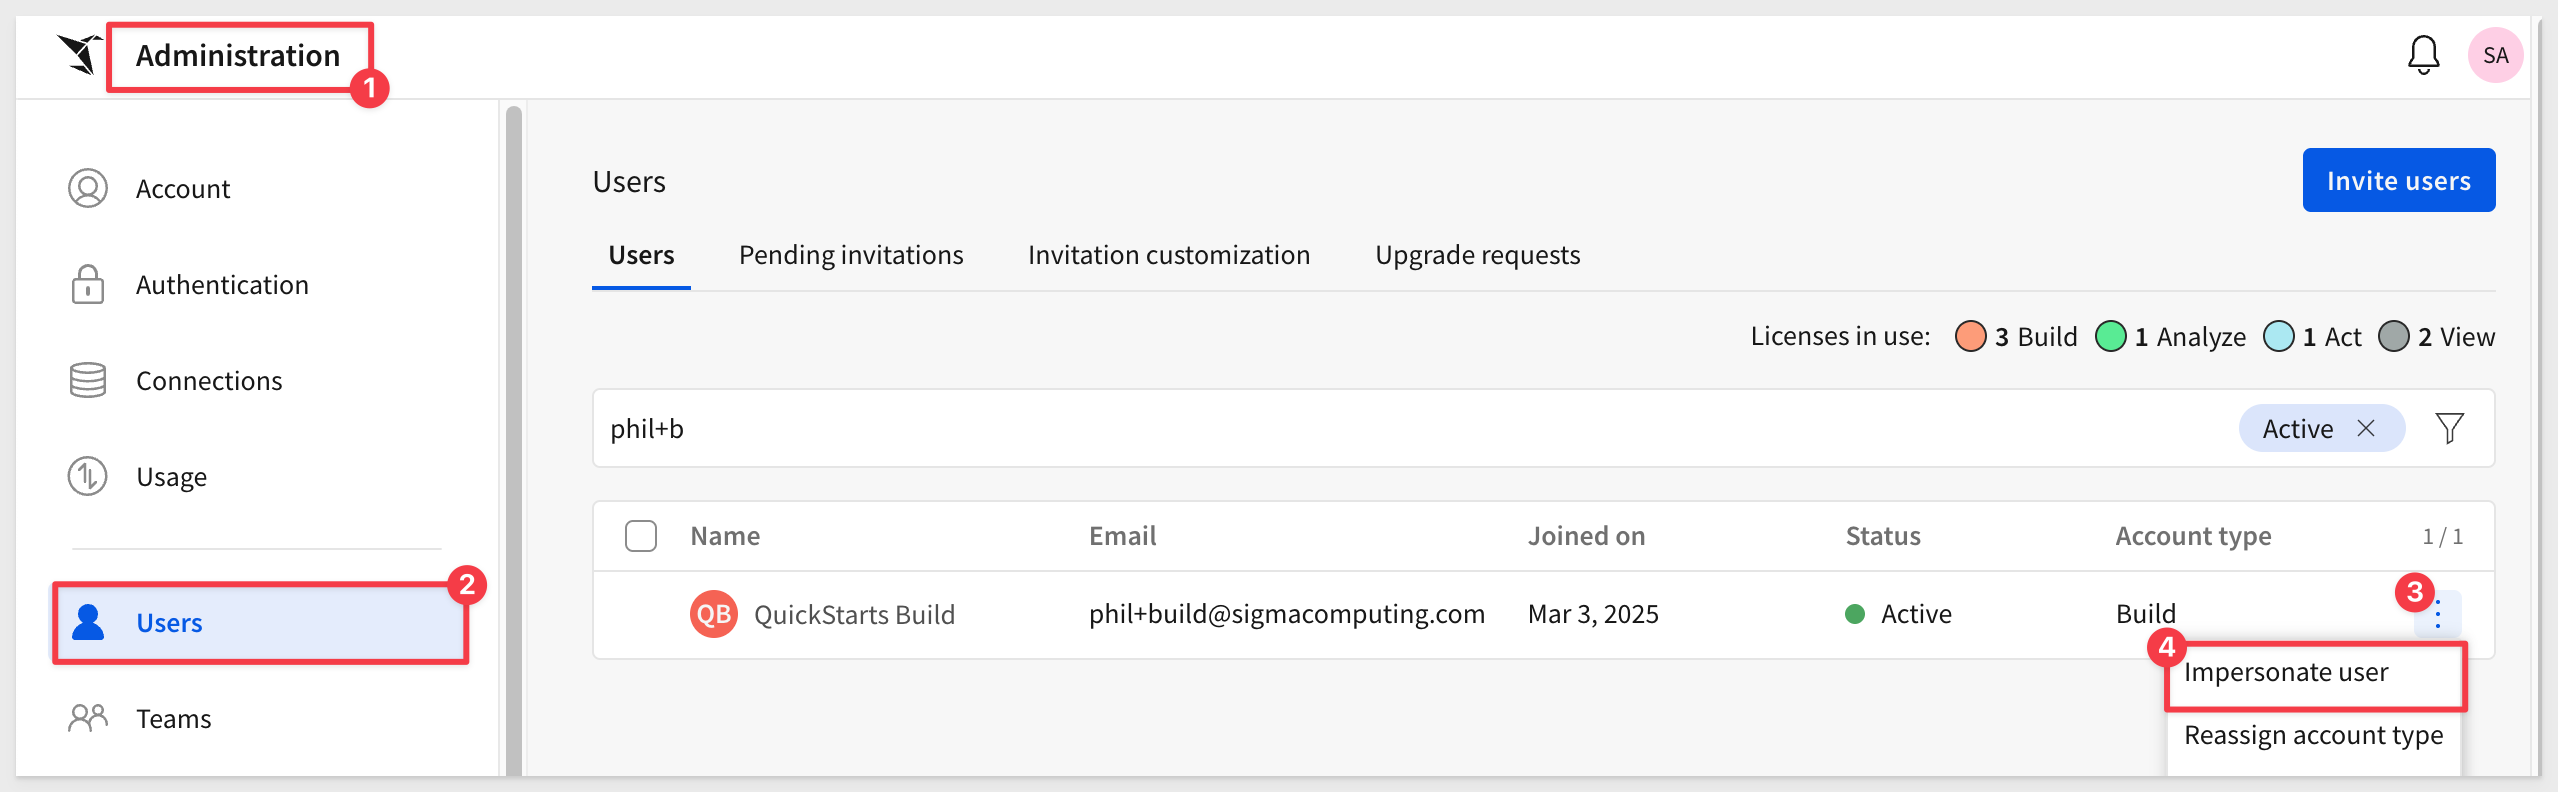 Administration
1
SA
Account
Authentication
Connections
Usage
2
Users
Teams
Users
Invite users
Users Pending invitations Invitation customization Upgrade requests
Licenses in use: 3 Build 1 Analyze 1 Act 2 View
phil+b Active
Name Email Joined on Status Account type 1 / 1
QB QuickStarts Build phil+build@sigmacomputing.com Mar 3, 2025 Active Build 3
4
Impersonate user
Reassign account type